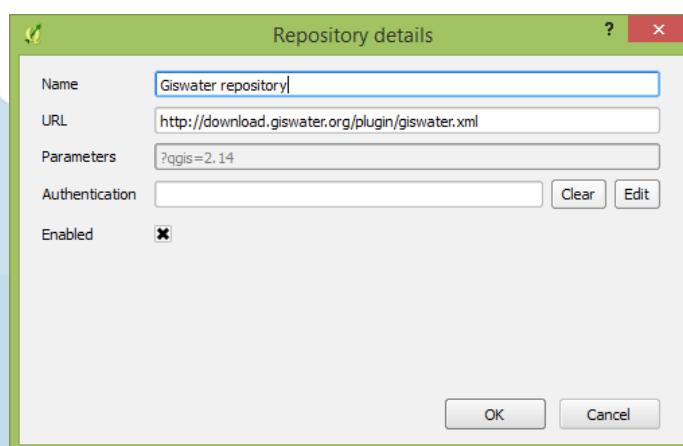 Repository details ? ×
Name Giswater repository
URL http://download.giswater.org/plugin/giswater.xml
Parameters ?qgis=2.14
Authentication Clear Edit
Enabled
OK Cancel